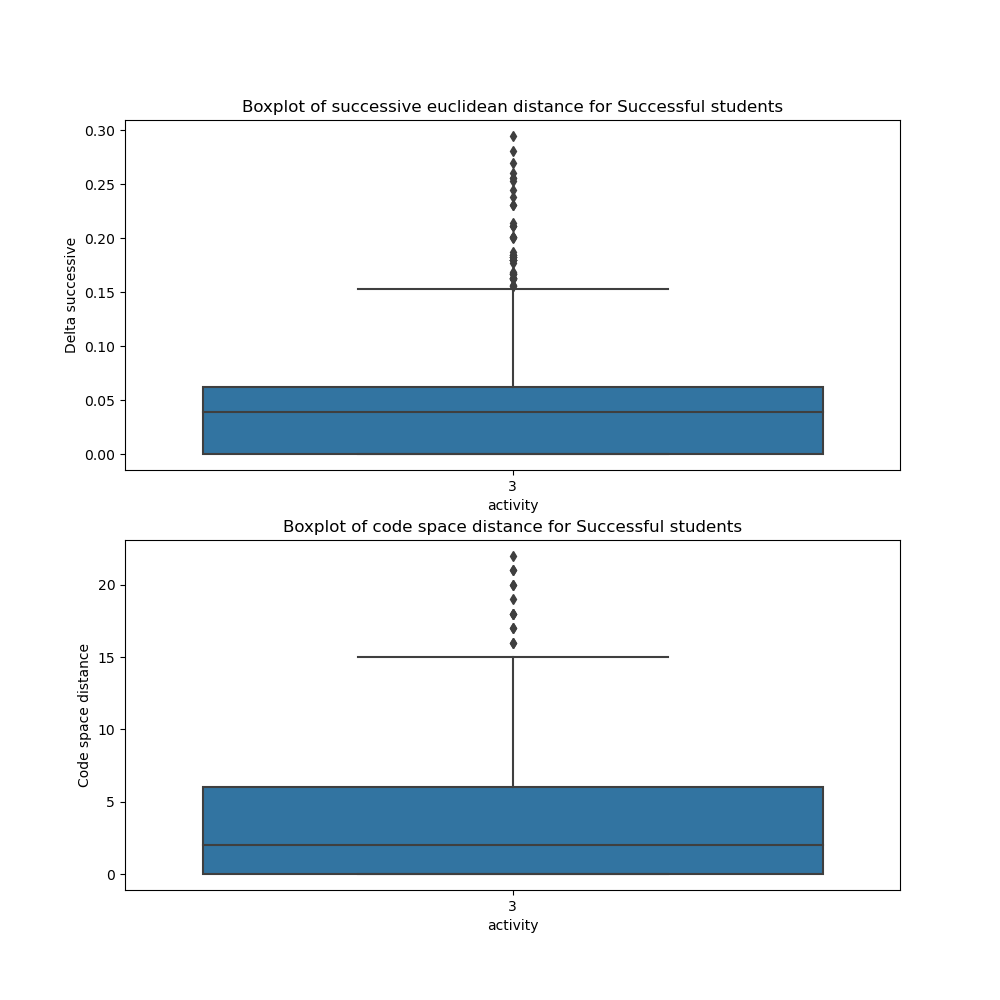 Boxplot of successive euclidean distance for Successful students
0.30
0.25
0.20
0.15
0.10
0.05
0.00
Delta successive
3
activity
Boxplot of code space distance for Successful students
20
15
10
5
0
Code space distance
3
activity